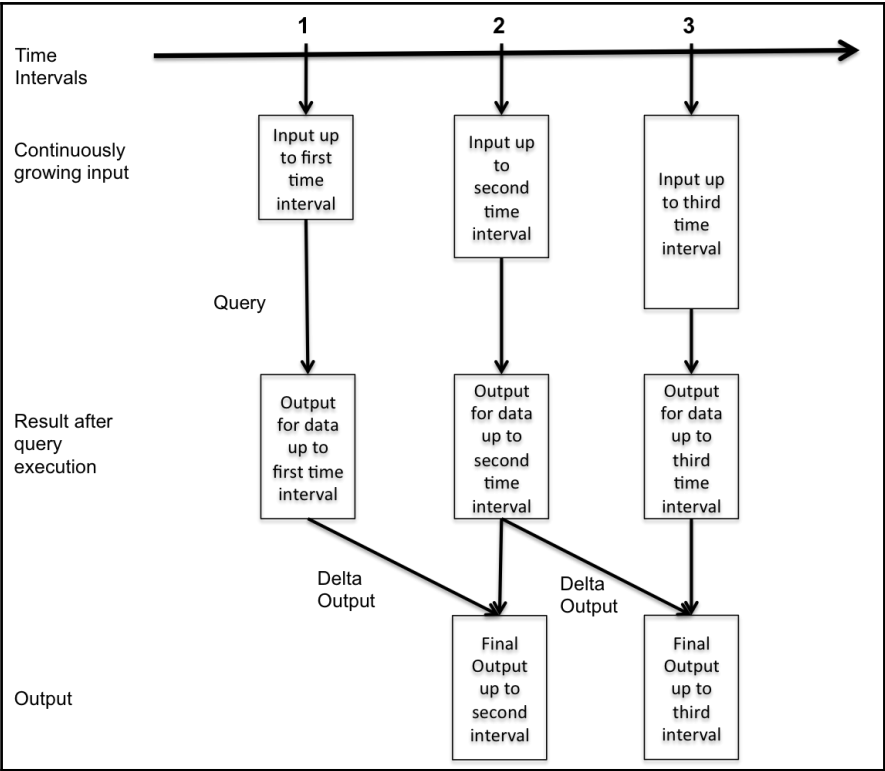 1
2
3
Time
Intervals
Continuously
growing input
Input up
to first
time
interval
Input up
to
second
time
interval
Input up
to third
time
interval
Query
Result after
query
execution
Output
for data
up to
first time
interval
Output
for data
up to
second
time
interval
Output
for data
up to
third
time
interval
Delta
Output
Delta
Output
Output
Final
Output
up to
second
interval
Final
Output
up to
third
interval